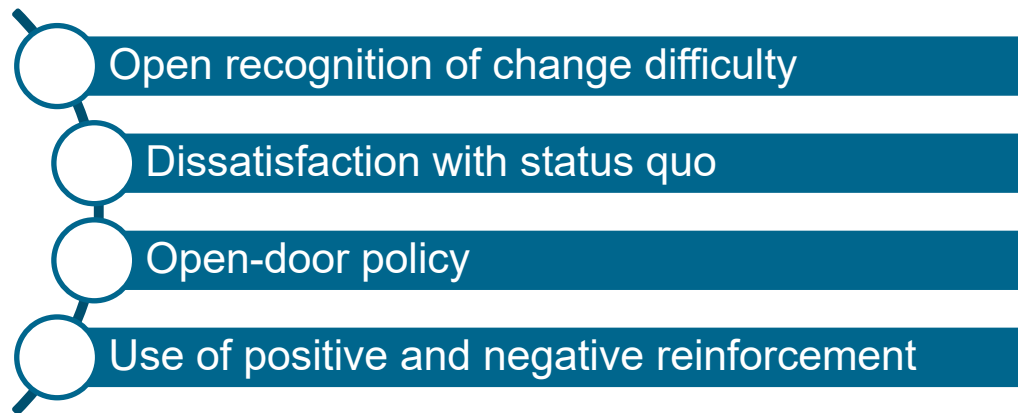 Open recognition of change difficulty
Dissatisfaction with status quo
Open-door policy
Use of positive and negative reinforcement